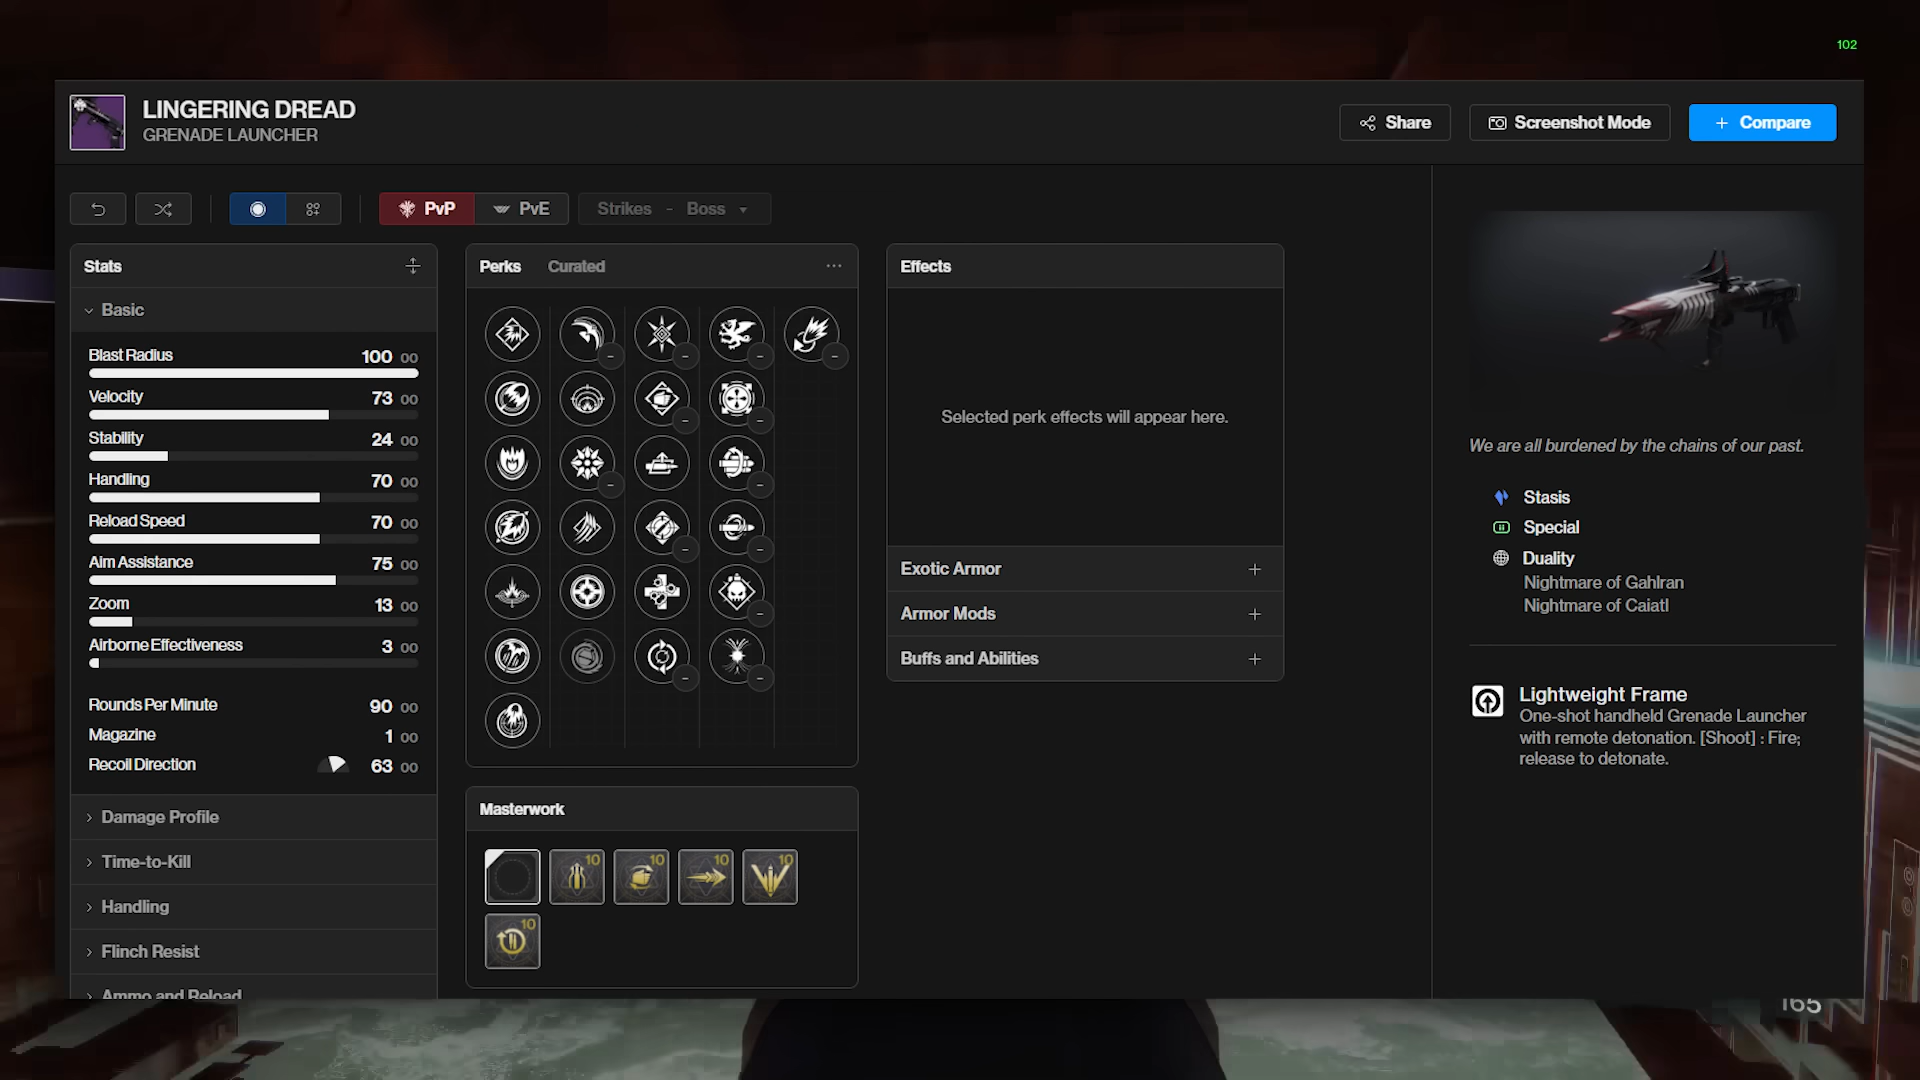 102
LINGERING DREAD
GRENADE LAUNCHER
Share
Screenshot Mode
+ Compare
PvP
PvE
Strikes - Boss
Stats
Basic
Blast Radius 100 00
Velocity 73 00
Stability 24 00
Handling 70 00
Reload Speed 70 00
Aim Assistance 75 00
Zoom 13 00
Airborne Effectiveness 3 00
Rounds Per Minute 90 00
Magazine 1 00
Recoil Direction 63 00
Damage Profile
Time-to-Kill
Handling
Flinch Resist
Ammo and Reload
Perks Curated
Masterwork
10 10 10 10
10
Effects
Selected perk effects will appear here.
Exotic Armor +
Armor Mods +
Buffs and Abilities +
We are all burdened by the chains of our past.
Stasis
Special
Duality
Nightmare of Gahlran
Nightmare of Caiatl
Lightweight Frame
One-shot handheld Grenade Launcher
with remote detonation. [Shoot] : Fire;
release to detonate.
165